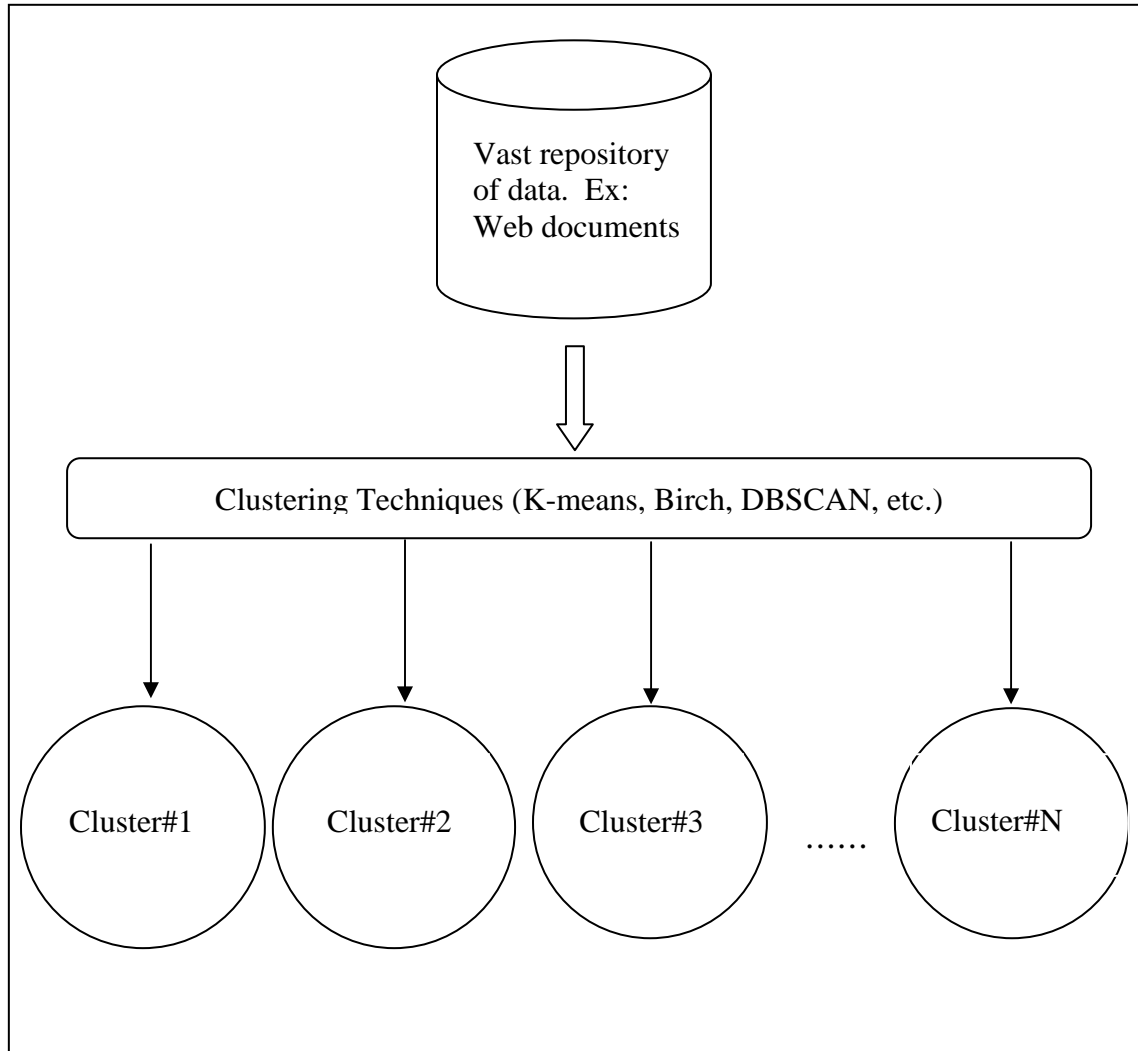 Vast repository
of data.  Ex:
Web documents
Clustering Techniques (K-means, Birch, DBSCAN, etc.)
Cluster#1
Cluster#2
Cluster#3
……
Cluster#N